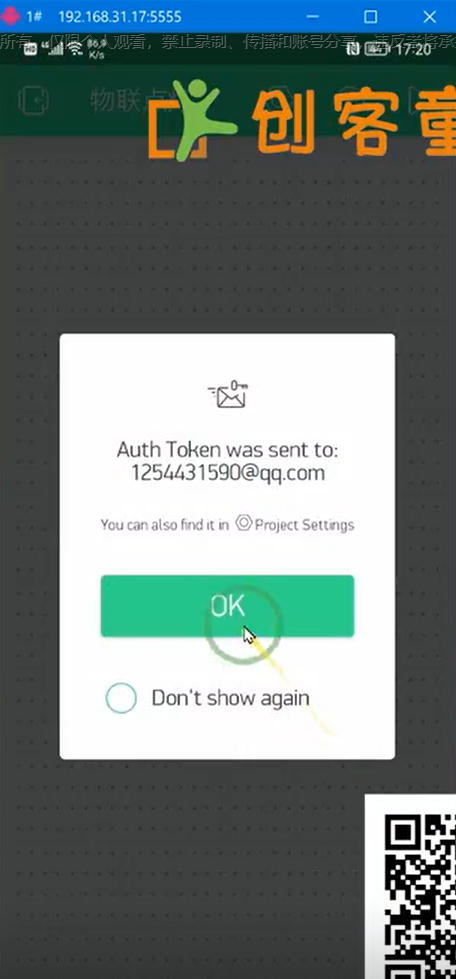 1# 192.168.31.17:5555
所有，仅限个人观看，禁止录制、传播和账号分享，违反者将承
HD 86.9 K/s 17:20
物联点
创客童
Auth Token was sent to:
1254431590@qq.com
You can also find it in Project Settings
OK
Don't show again